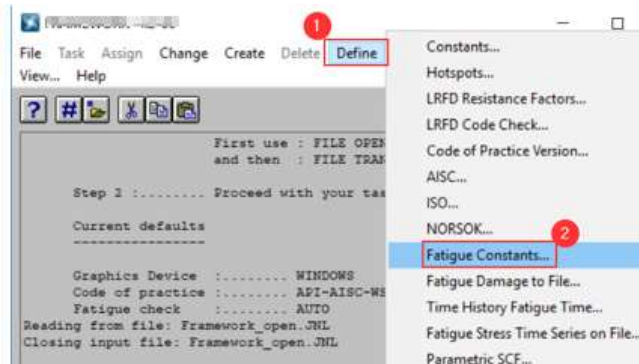 1
File Task Assign Change Create Delete Define
View... Help
First use : FILE OPEN
and then : FILE TRAN
Step 2 :........ Proceed with your tas
Current defaults
----------------
Graphics Device :........ WINDOWS
Code of practice :........ API-AISC-WS
Fatigue check :........ AUTO
Reading from file: Framework_open.JNL
Closing input file: Framework_open.JNL
Constants...
Hotspots...
LRFD Resistance Factors...
LRFD Code Check...
Code of Practice Version...
AISC...
ISO...
NORSOK...
2
Fatigue Constants...
Fatigue Damage to File...
Time History Fatigue Time...
Fatigue Stress Time Series on File...
Parametric SCF...